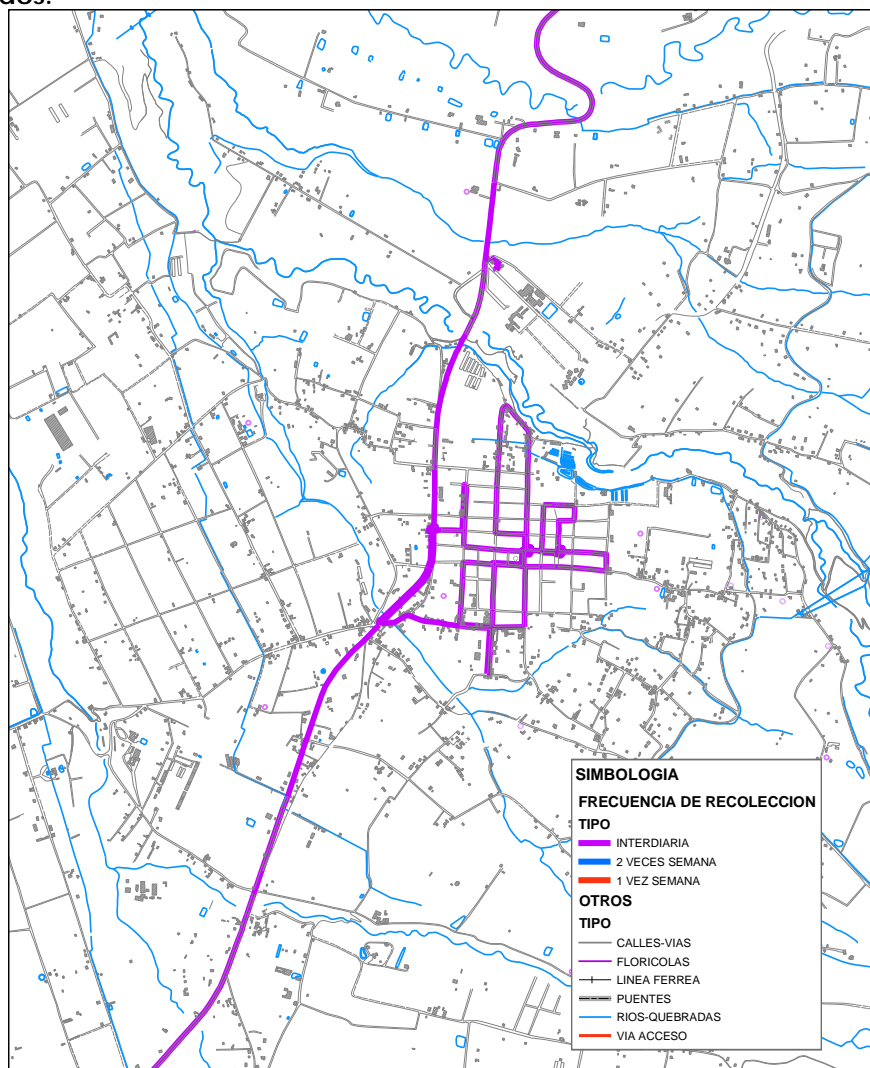 dos.
SIMBOLOGIA
FRECUENCIA DE RECOLECCION
TIPO
INTERDIARIA
2 VECES SEMANA
1 VEZ SEMANA
OTROS
TIPO
CALLES-VIAS
FLORICOLAS
LINEA FERREA
PUENTES
RIOS-QUEBRADAS
VIA ACCESO